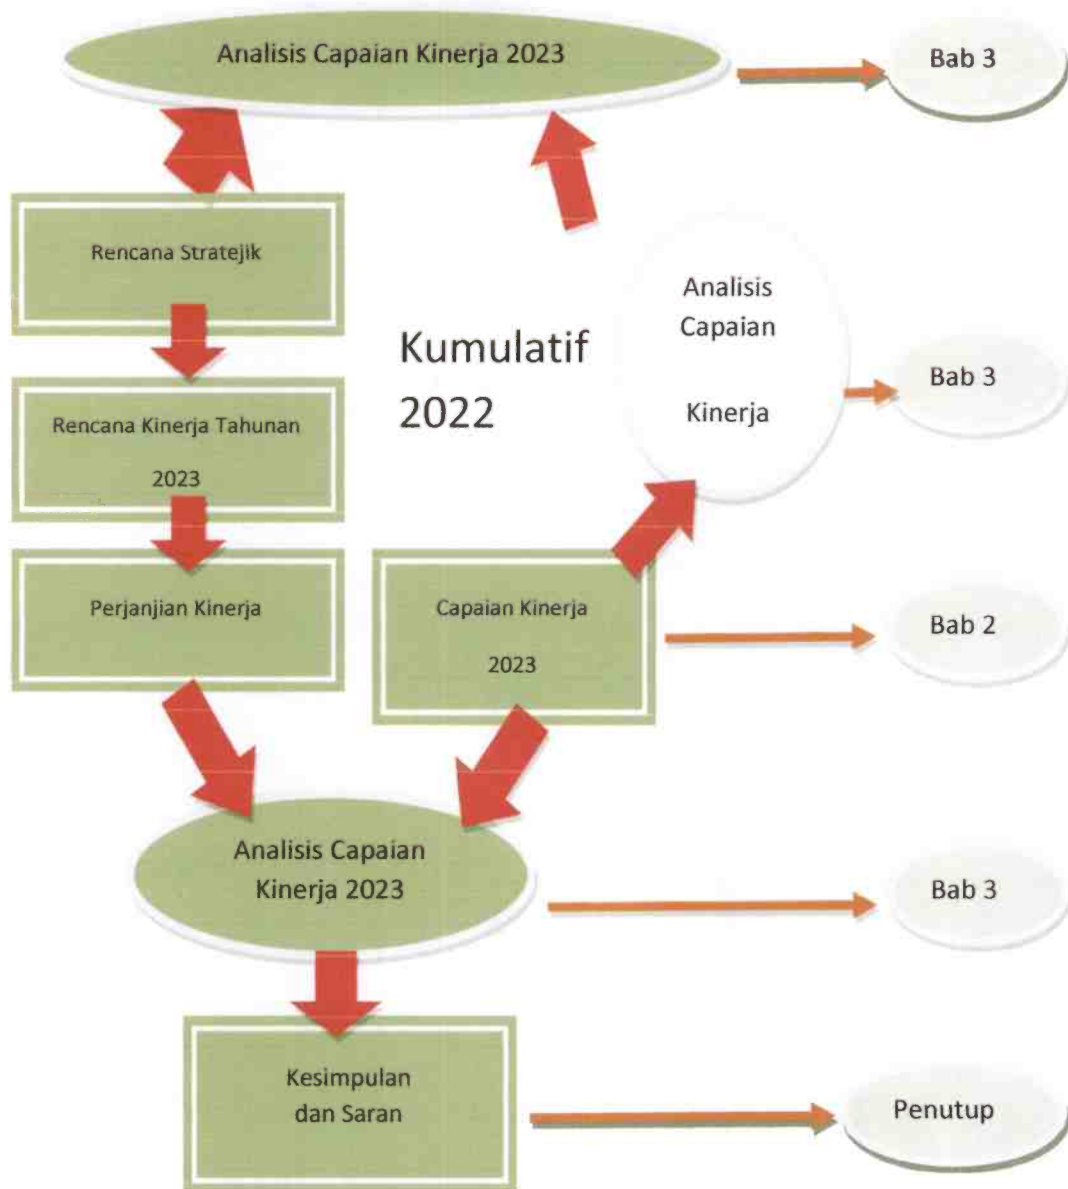 Analisis Capaian Kinerja 2023
Bab 3
Rencana Stratejik
Analisis
Capaian
Kinerja
Kumulatif
2022
Bab 3
Rencana Kinerja Tahunan
2023
Perjanjian Kinerja
Capaian Kinerja
2023
Bab 2
Analisis Capaian
Kinerja 2023
Bab 3
Kesimpulan
dan Saran
Penutup